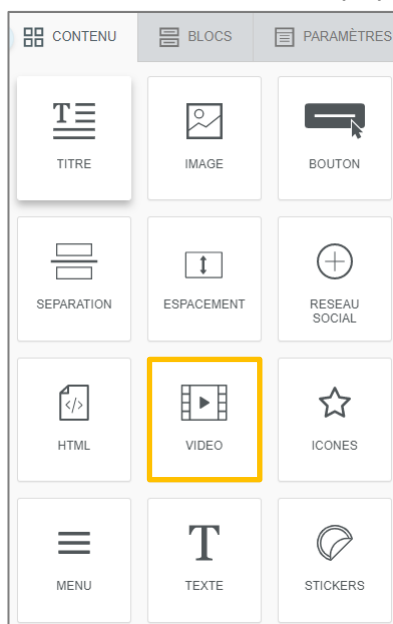 CONTENU BLOCS PARAMÈTRES
TITRE IMAGE BOUTON
SEPARATION ESPACEMENT RESEAU
SOCIAL
HTML VIDEO ICONES
MENU TEXTE STICKERS